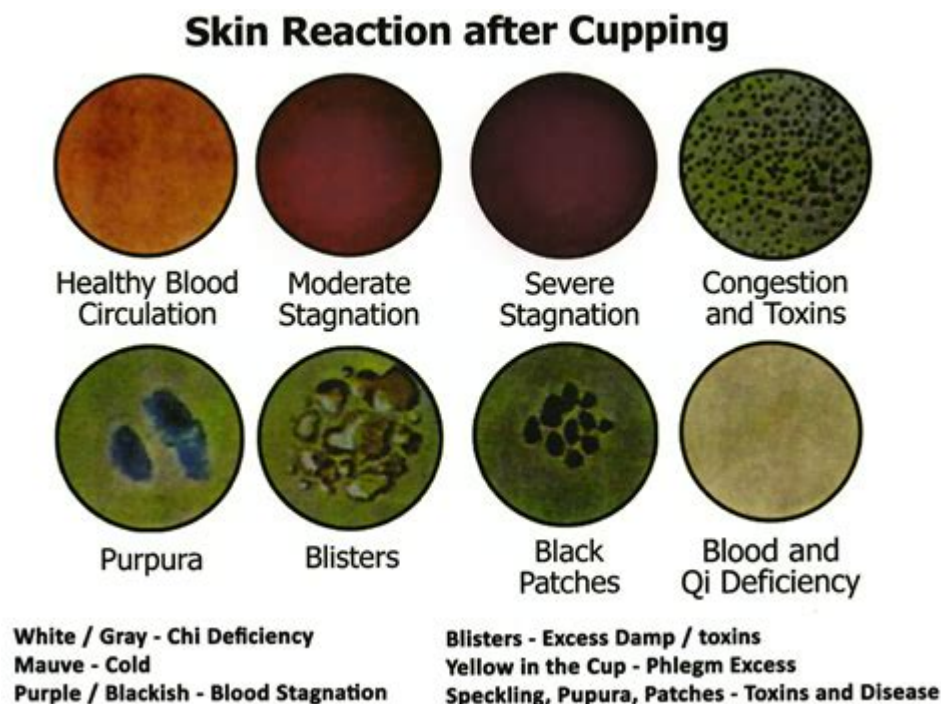 Skin Reaction after Cupping
Healthy Blood
Circulation
Moderate
Stagnation
Severe
Stagnation
Congestion
and Toxins
Purpura
Blisters
Black
Patches
Blood and
Qi Deficiency
White / Gray - Chi Deficiency
Mauve - Cold
Purple / Blackish - Blood Stagnation
Blisters - Excess Damp / toxins
Yellow in the Cup - Phlegm Excess
Speckling, Pupura, Patches - Toxins and Disease